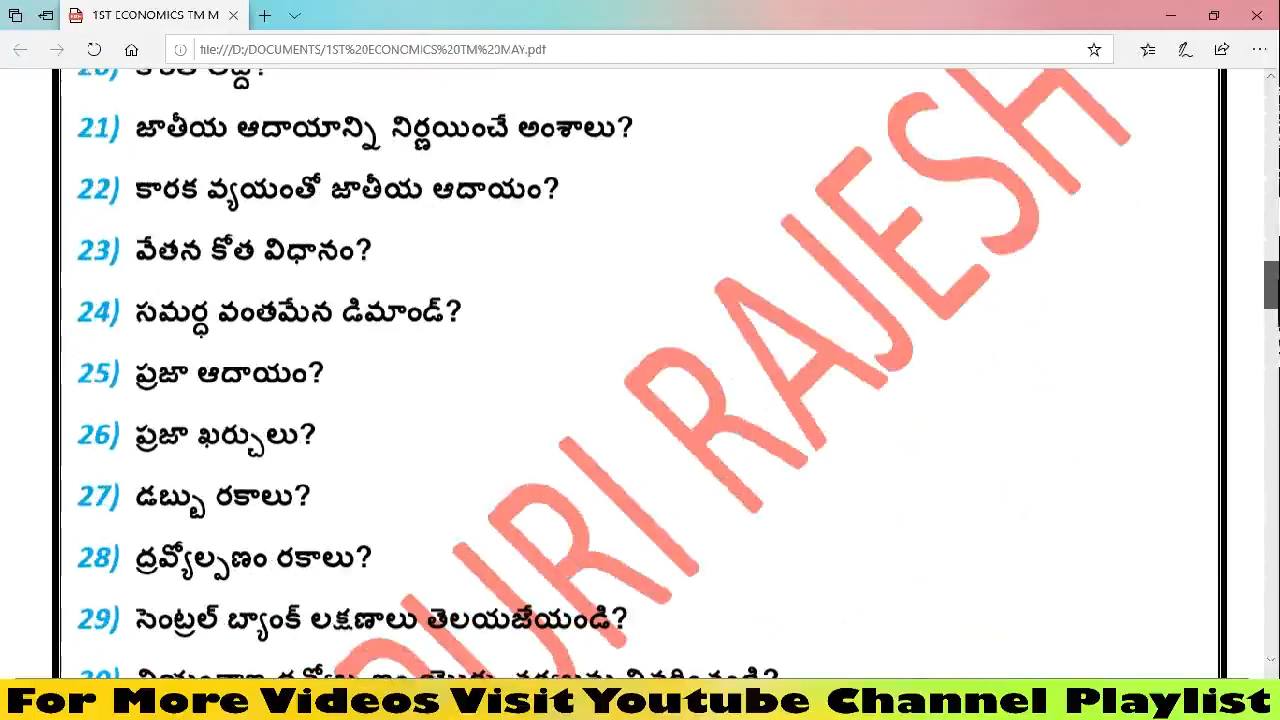 1ST ECONOMICS TM M
file:///D:/DOCUMENTS/1ST%20ECONOMICS%20TM%20MAY.pdf
21) జాతీయ ఆదాయాన్ని నిర్ణయించే అంశాలు?
22) కారక వ్యయంతో జాతీయ ఆదాయం?
23) వేతన కోత విధానం?
24) సమర్ధ వంతమేన డిమాండ్?
25) ప్రజా ఆదాయం?
26) ప్రజా ఖర్చులు?
27) డబ్బు రకాలు?
28) ద్రవ్యోల్పణం రకాలు?
29) సెంట్రల్ బ్యాంక్ లక్షణాలు తెలయజేయండి?
URI RAJESH
For More Videos Visit Youtube Channel Playlist